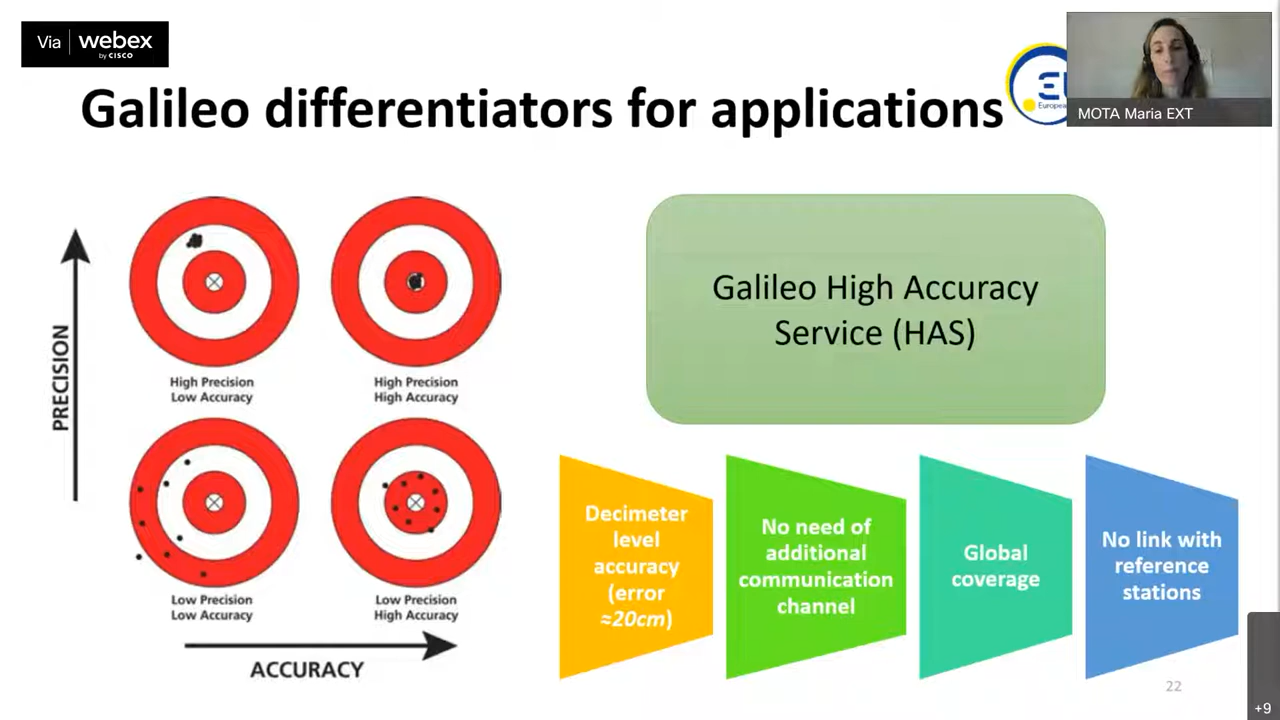 Via webex
by CISCO
Galileo differentiators for applications
MOTA Maria EXT
PRECISION
High Precision
Low Accuracy
High Precision
High Accuracy
Low Precision
Low Accuracy
Low Precision
High Accuracy
ACCURACY
Galileo High Accuracy
Service (HAS)
Decimeter
level
accuracy
(error
≈20cm)
No need of
additional
communication
channel
Global
coverage
No link with
reference
stations
22
+9